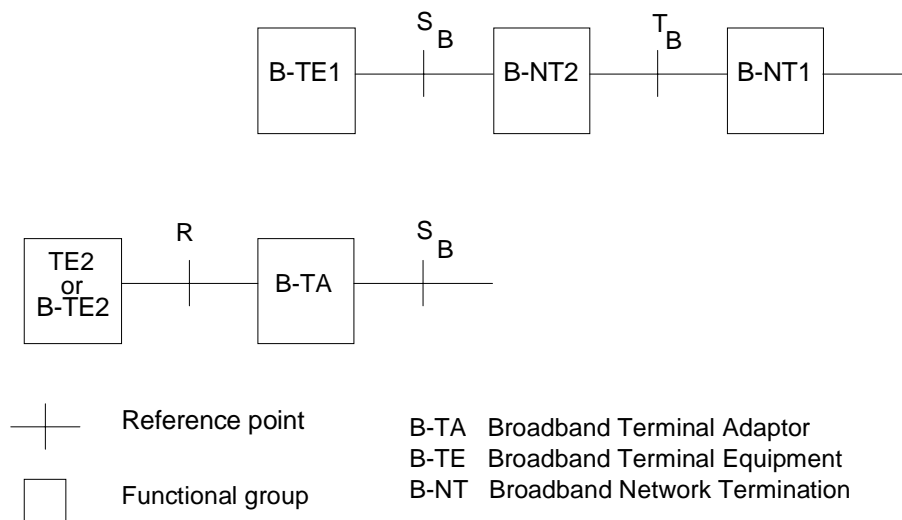 S B
T B
B-TE1
B-NT2
B-NT1
R
S B
TE2
or
B-TE2
B-TA
Reference point
Functional group
B-TA Broadband Terminal Adaptor
B-TE Broadband Terminal Equipment
B-NT Broadband Network Termination